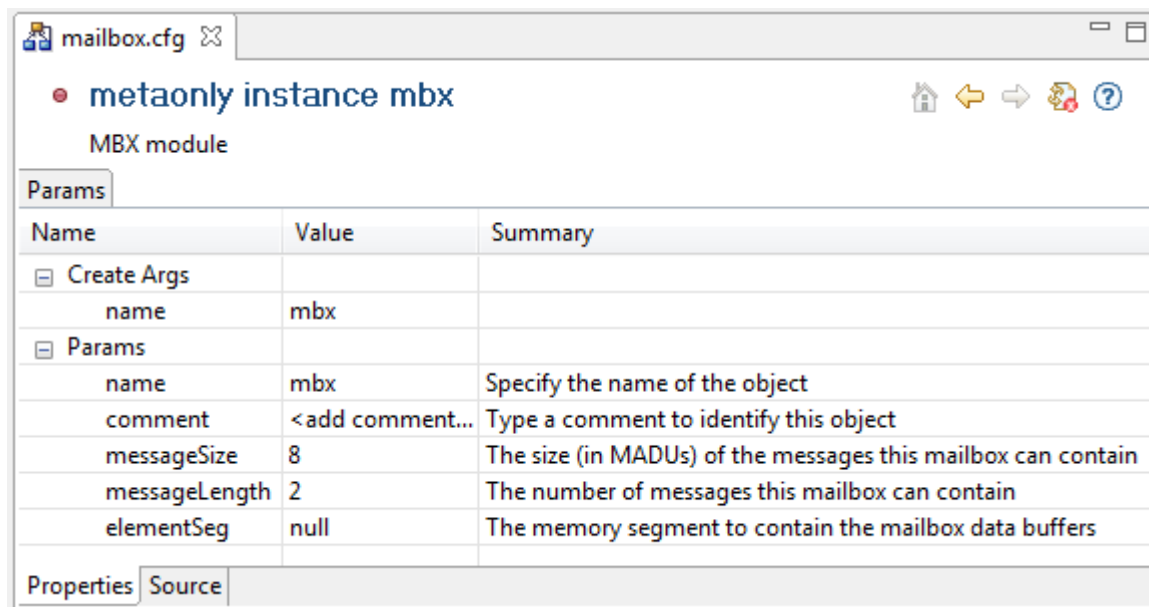 mailbox.cfg
metaonly instance mbx
MBX module
Params
Name Value Summary
Create Args
name mbx
Params
name mbx Specify the name of the object
comment <add comment... Type a comment to identify this object
messageSize 8 The size (in MADUs) of the messages this mailbox can contain
messageLength 2 The number of messages this mailbox can contain
elementSeg null The memory segment to contain the mailbox data buffers
Properties Source